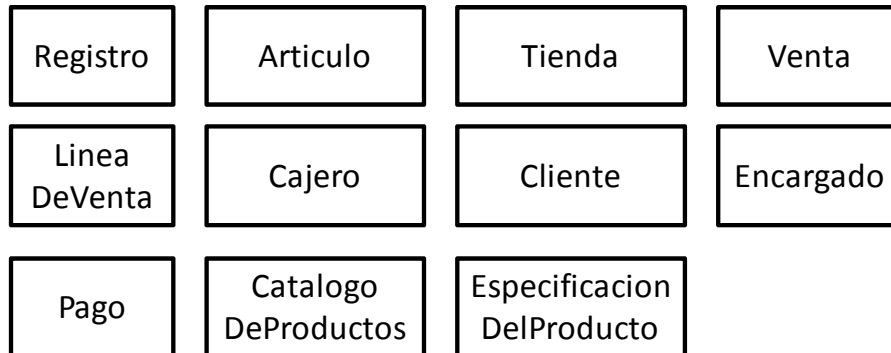 Registro
Articulo
Tienda
Venta
Linea
DeVenta
Cajero
Cliente
Encargado
Pago
Catalogo
DeProductos
Especificacion
DelProducto